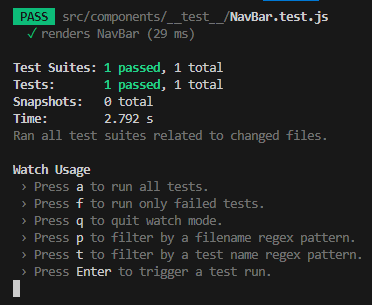 PASS src/components/__test__/NavBar.test.js
✓ renders NavBar (29 ms)
Test Suites: 1 passed, 1 total
Tests: 1 passed, 1 total
Snapshots: 0 total
Time: 2.792 s
Ran all test suites related to changed files.
Watch Usage
› Press a to run all tests.
› Press f to run only failed tests.
› Press q to quit watch mode.
› Press p to filter by a filename regex pattern.
› Press t to filter by a test name regex pattern.
› Press Enter to trigger a test run.